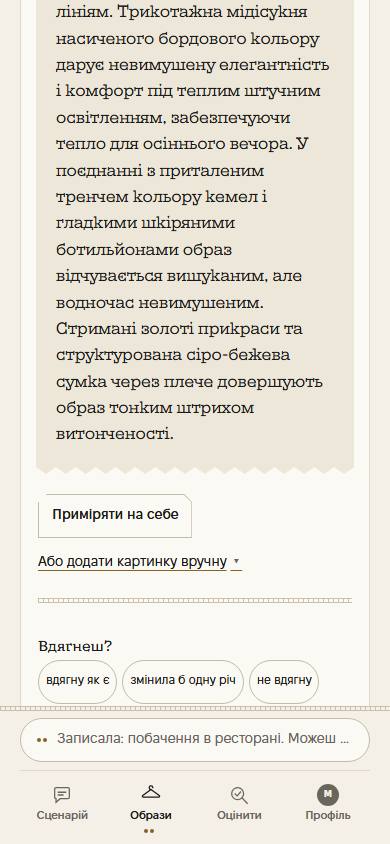 лініям. Трикотажна мідісукня
насиченого бордового кольору
дарує невимушену елегантність
і комфорт під теплим штучним
освітленням, забезпечуючи
тепло для осіннього вечора. У
поєднанні з приталеним
тренчем кольору кемел і
гладкими шкіряними
ботильйонами образ
відчувається вишуканим, але
водночас невимушеним.
Стримані золоті прикраси та
структурована сіро-бежева
сумка через плече довершують
образ тонким штрихом
витонченості.
Приміряти на себе
Або додати картинку вручну
Вдягнеш?
вдягну як є
змінила б одну річ
не вдягну
Записала: побачення в ресторані. Можеш ...
М
Сценарій
Образи
Оцінити
Профіль